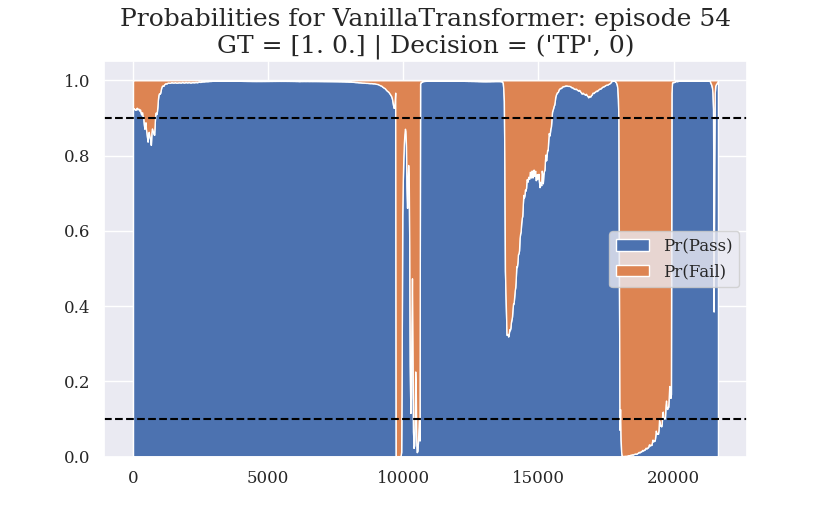 Probabilities for VanillaTransformer: episode 54
GT = [1. 0.] | Decision = ('TP', 0)
1.0
0.8
0.6
0.4
0.2
0.0
Pr(Pass)
Pr(Fail)
0 5000 10000 15000 20000